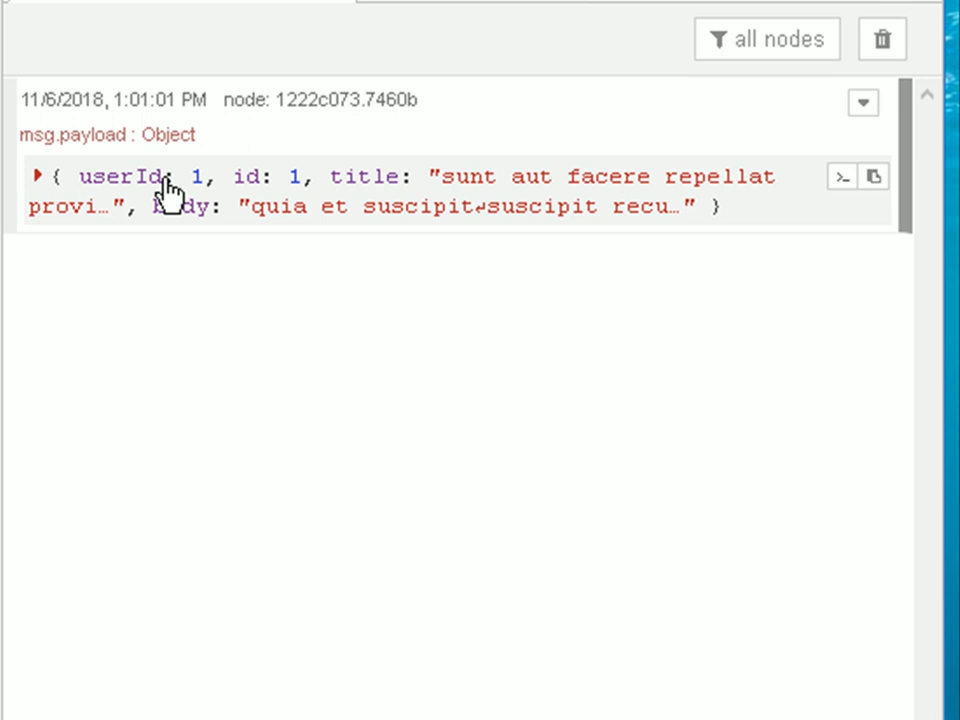 all nodes
11/6/2018, 1:01:01 PM node: 1222c073.7460b
msg.payload : Object
{ userId: 1, id: 1, title: "sunt aut facere repellat
provi…", body: "quia et suscipit↵suscipit recu…" }